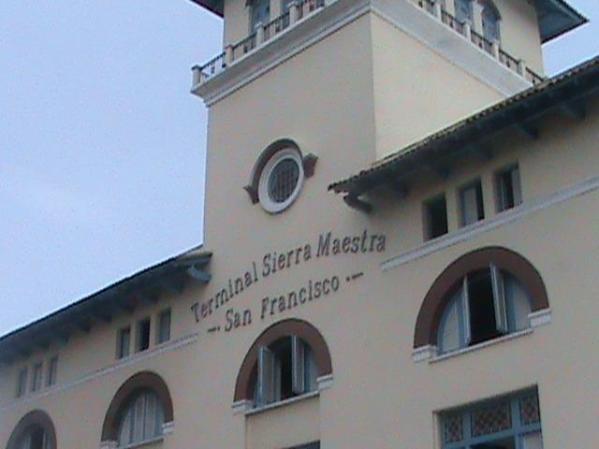 Terminal Sierra Maestra
San Francisco